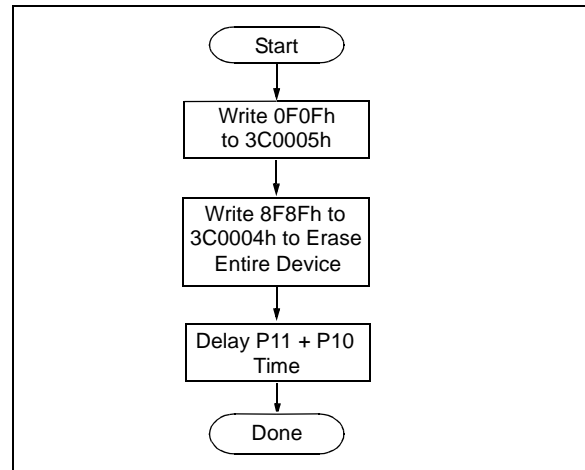 Start
Write 0F0Fh
to 3C0005h
Write 8F8Fh to
3C0004h to Erase
Entire Device
Delay P11 + P10
Time
Done